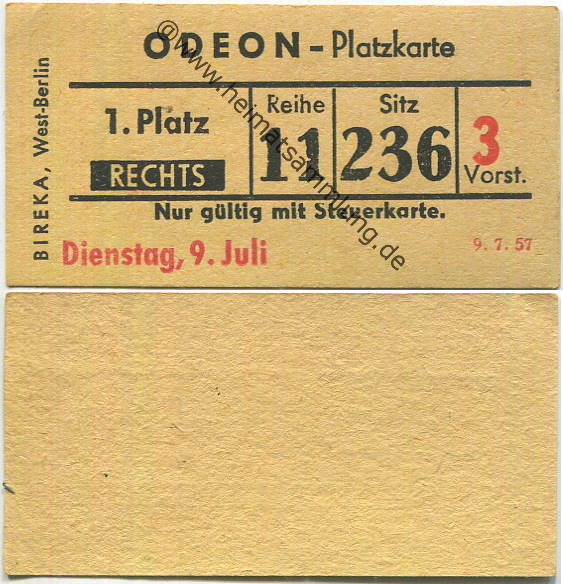 BIREKA, West-Berlin
ODEON - Platzkarte
1. Platz
RECHTS
Reihe
11
Sitz
236
3
Vorst.
Nur gültig mit Steuerkarte.
Dienstag, 9. Juli
9. 7. 57
©www.heimatsammlung.de